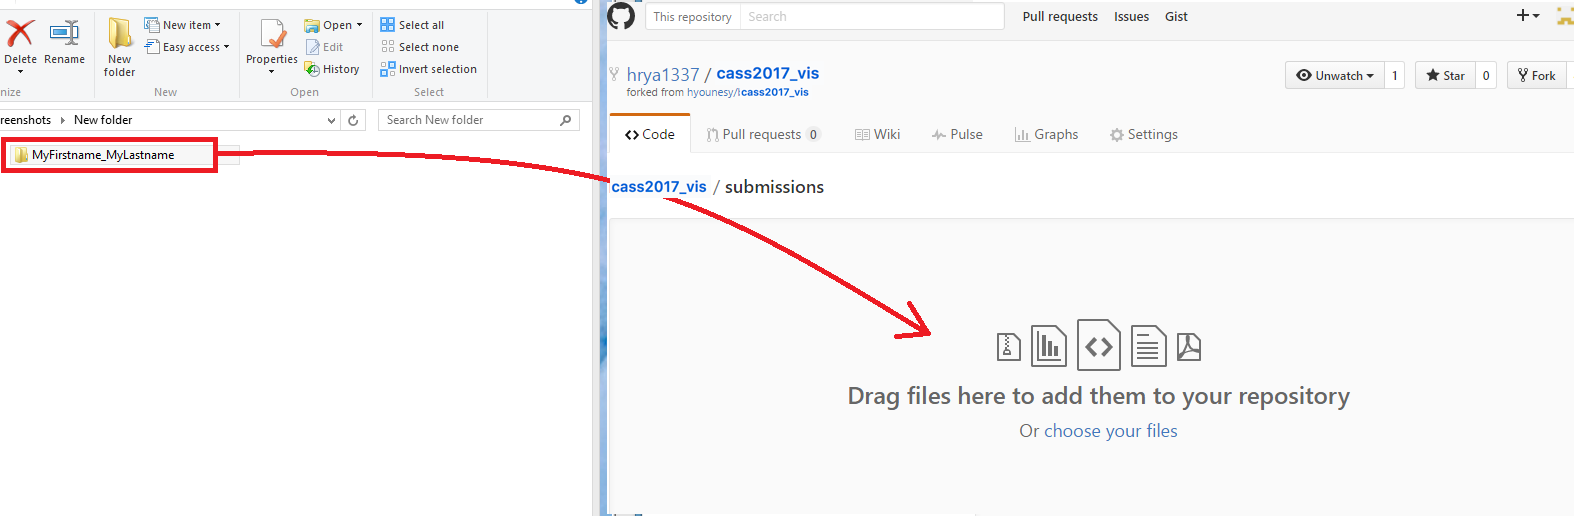 Delete
Rename
New folder
New item
Easy access
Properties
Open
Edit
History
Select all
Select none
Invert selection
nize
New
Open
Select
reenshots
New folder
Search New folder
MyFirstname_MyLastname
This repository
Search
Pull requests
Issues
Gist
hrya1337 / cass2017_vis
forked from hyounesy/cass2017_vis
Unwatch
1
Star
0
Fork
Code
Pull requests 0
Wiki
Pulse
Graphs
Settings
cass2017_vis / submissions
Drag files here to add them to your repository
Or choose your files